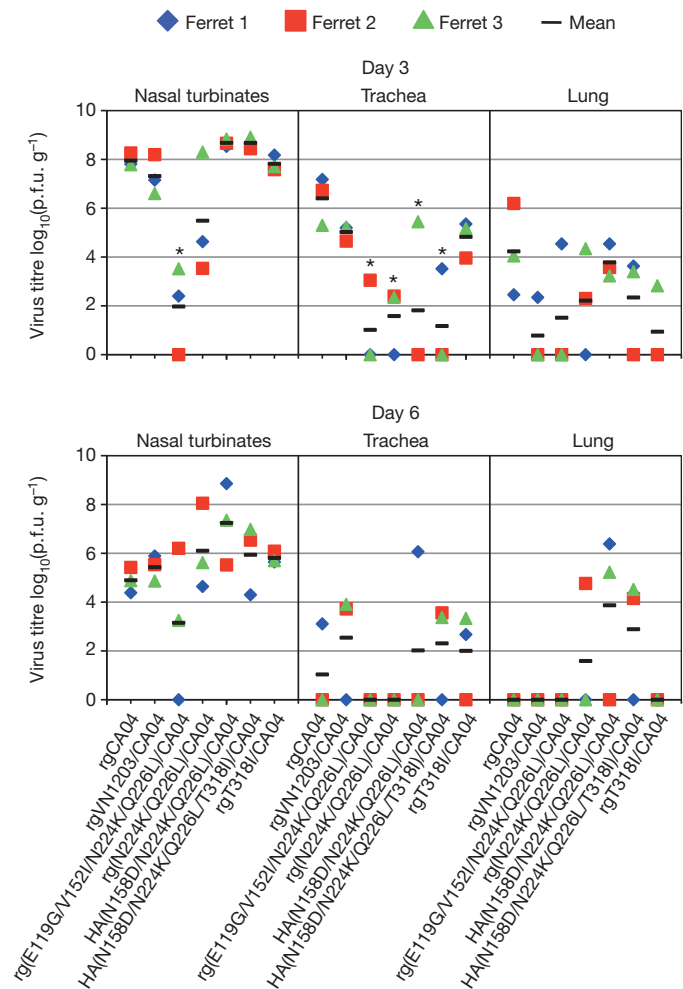 Ferret 1 Ferret 2 Ferret 3 Mean
Day 3
Nasal turbinates Trachea Lung
Virus titre log10(p.f.u. g−1)
10
8
6
4
2
0
*
* * * *
Day 6
Nasal turbinates Trachea Lung
Virus titre log10(p.f.u. g−1)
10
8
6
4
2
0
rgCA04
rgVN1203/CA04
rg(E119G/V152I/N224K/Q226L)/CA04
rg(N224K/Q226L)/CA04
HA(N158D/N224K/Q226L)/CA04
HA(N158D/N224K/Q226L/T318I)/CA04
rgT318I/CA04
rgCA04
rgVN1203/CA04
rg(E119G/V152I/N224K/Q226L)/CA04
rg(N224K/Q226L)/CA04
HA(N158D/N224K/Q226L)/CA04
HA(N158D/N224K/Q226L/T318I)/CA04
rgT318I/CA04
rgCA04
rgVN1203/CA04
rg(E119G/V152I/N224K/Q226L)/CA04
rg(N224K/Q226L)/CA04
HA(N158D/N224K/Q226L)/CA04
HA(N158D/N224K/Q226L/T318I)/CA04
rgT318I/CA04